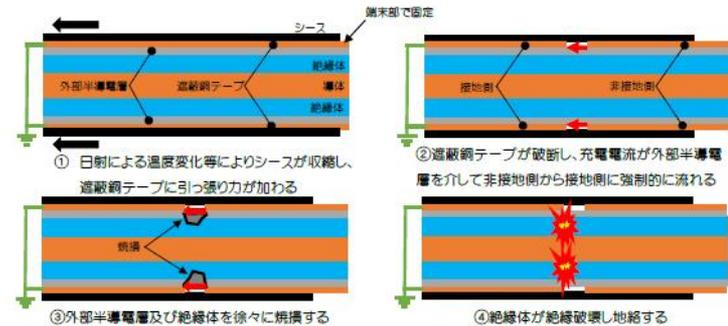 端末部で固定
シース
絶縁体
外部半導電層
遮蔽銅テープ
導体
絶縁体
① 日射による温度変化等によりシースが収縮し、
遮蔽銅テープに引っ張り力が加わる
接地側
非接地側
②遮蔽銅テープが破断し、充電電流が外部半導電
層を介して非接地側から接地側に強制的に流れる
焼損
③外部半導電層及び絶縁体を徐々に焼損する
④絶縁体が絶縁破壊し地絡する